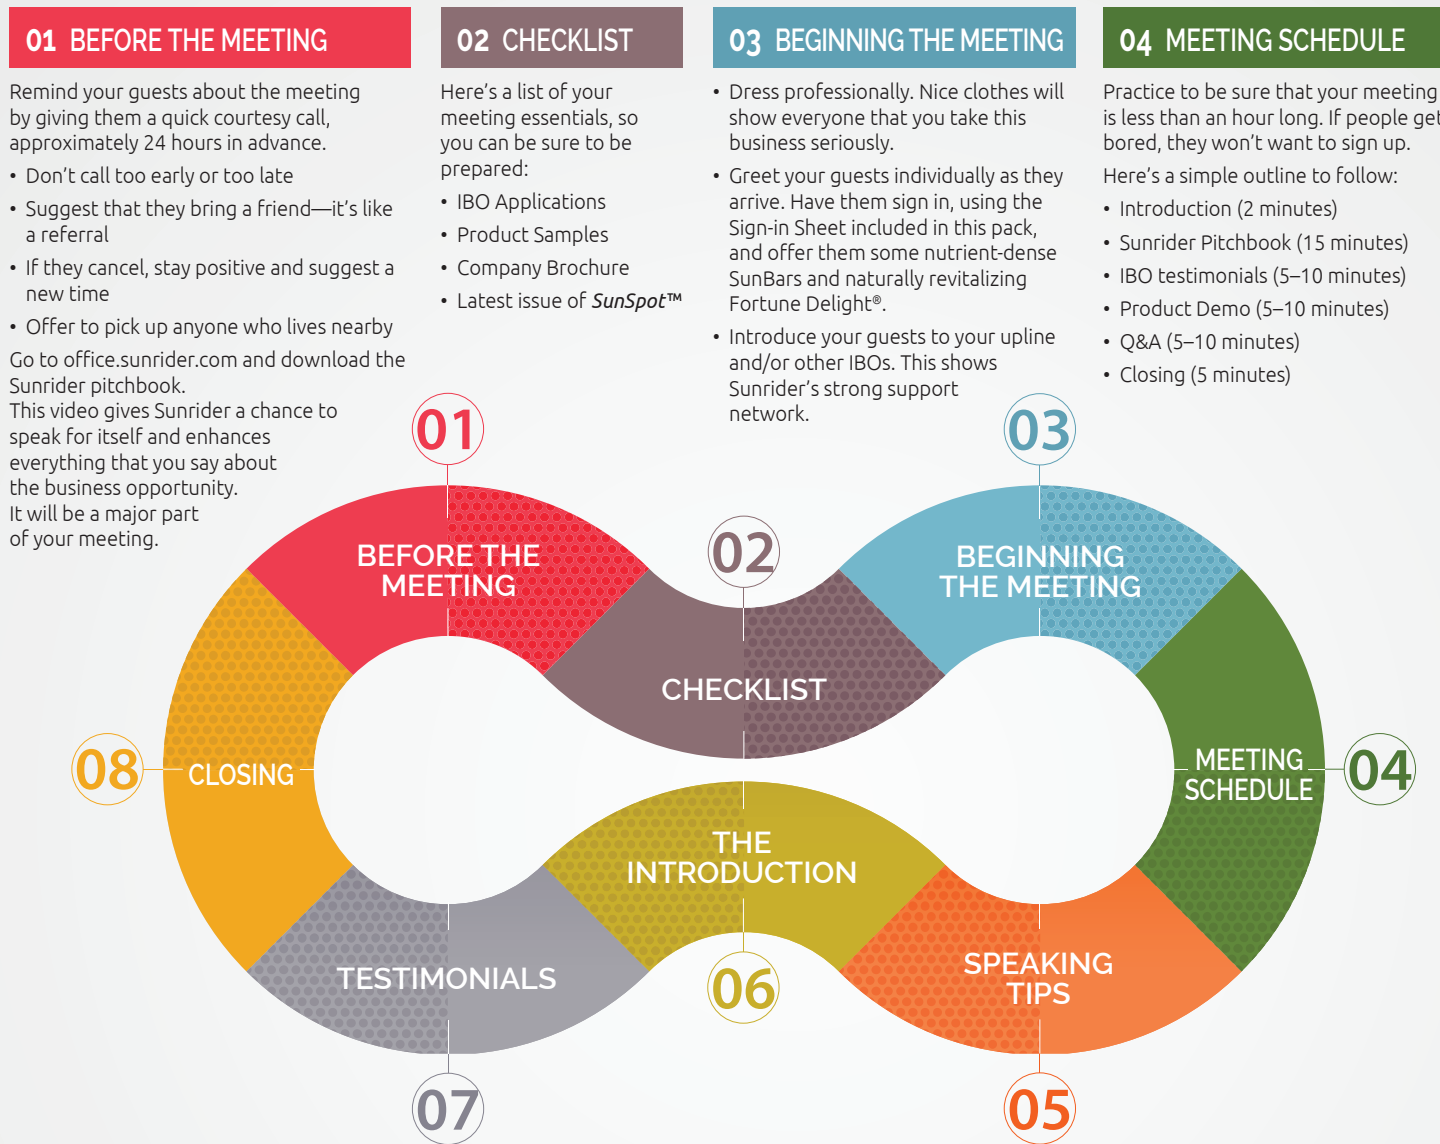 01 BEFORE THE MEETING
Remind your guests about the meeting
by giving them a quick courtesy call,
approximately 24 hours in advance.
• Don't call too early or too late
• Suggest that they bring a friend—it's like
a referral
• If they cancel, stay positive and suggest a
new time
• Offer to pick up anyone who lives nearby
Go to office.sunrider.com and download the
Sunrider pitchbook.
This video gives Sunrider a chance to
speak for itself and enhances
everything that you say about
the business opportunity.
It will be a major part
of your meeting.
02 CHECKLIST
Here's a list of your
meeting essentials, so
you can be sure to be
prepared:
• IBO Applications
• Product Samples
• Company Brochure
• Latest issue of SunSpot™
03 BEGINNING THE MEETING
• Dress professionally. Nice clothes will
show everyone that you take this
business seriously.
• Greet your guests individually as they
arrive. Have them sign in, using the
Sign-in Sheet included in this pack,
and offer them some nutrient-dense
SunBars and naturally revitalizing
Fortune Delight®.
• Introduce your guests to your upline
and/or other IBOs. This shows
Sunrider's strong support
network.
04 MEETING SCHEDULE
Practice to be sure that your meeting
is less than an hour long. If people get
bored, they won't want to sign up.
Here's a simple outline to follow:
• Introduction (2 minutes)
• Sunrider Pitchbook (15 minutes)
• IBO testimonials (5–10 minutes)
• Product Demo (5–10 minutes)
• Q&A (5–10 minutes)
• Closing (5 minutes)
01
BEFORE THE
MEETING
02
CHECKLIST
03
BEGINNING
THE MEETING
04
MEETING
SCHEDULE
05
SPEAKING
TIPS
06
THE
INTRODUCTION
07
TESTIMONIALS
08
CLOSING